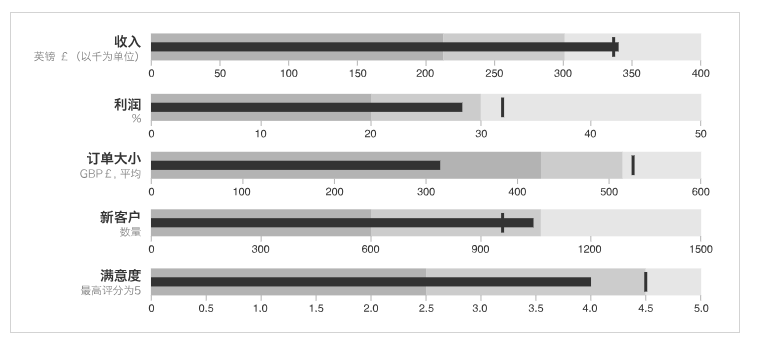 收入
英镑 £ （以千为单位）
0 50 100 150 200 250 300 350 400
利润
%
0 10 20 30 40 50
订单大小
GBP £, 平均
0 100 200 300 400 500 600
新客户
数量
0 300 600 900 1200 1500
满意度
最高评分为5
0 0.5 1.0 1.5 2.0 2.5 3.0 3.5 4.0 4.5 5.0